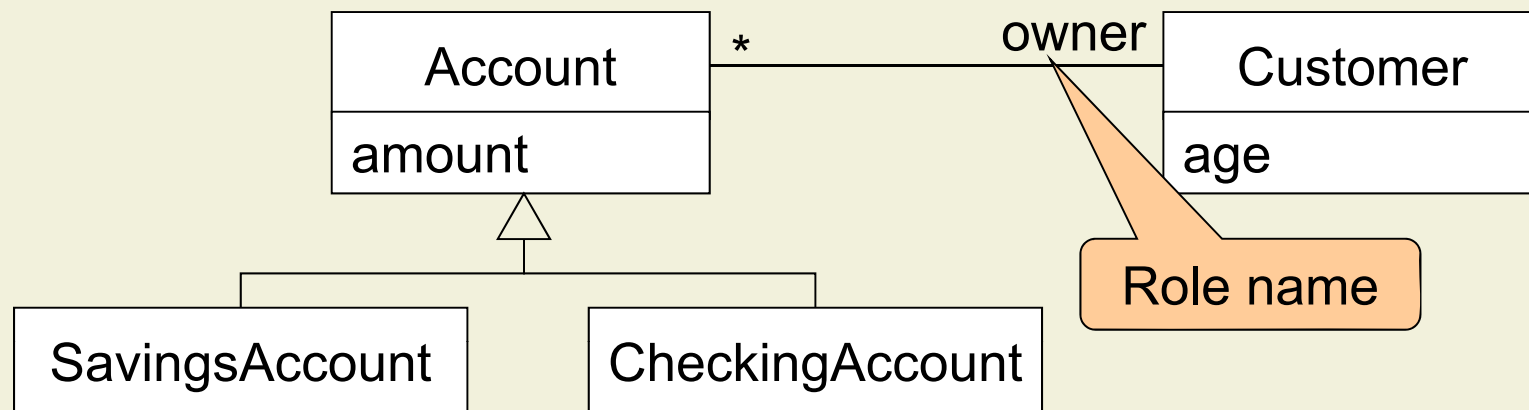 Account
*
owner
Customer
amount
age
Role name
SavingsAccount
CheckingAccount